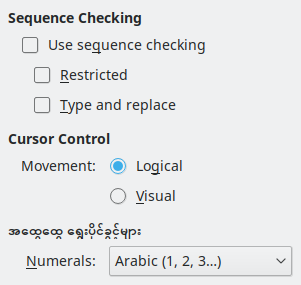 Sequence Checking
Use sequence checking
Restricted
Type and replace
Cursor Control
Movement: Logical
Visual
အထွေထွေ ရွေးပိုင်ခွင့်များ
Numerals: Arabic (1, 2, 3...)